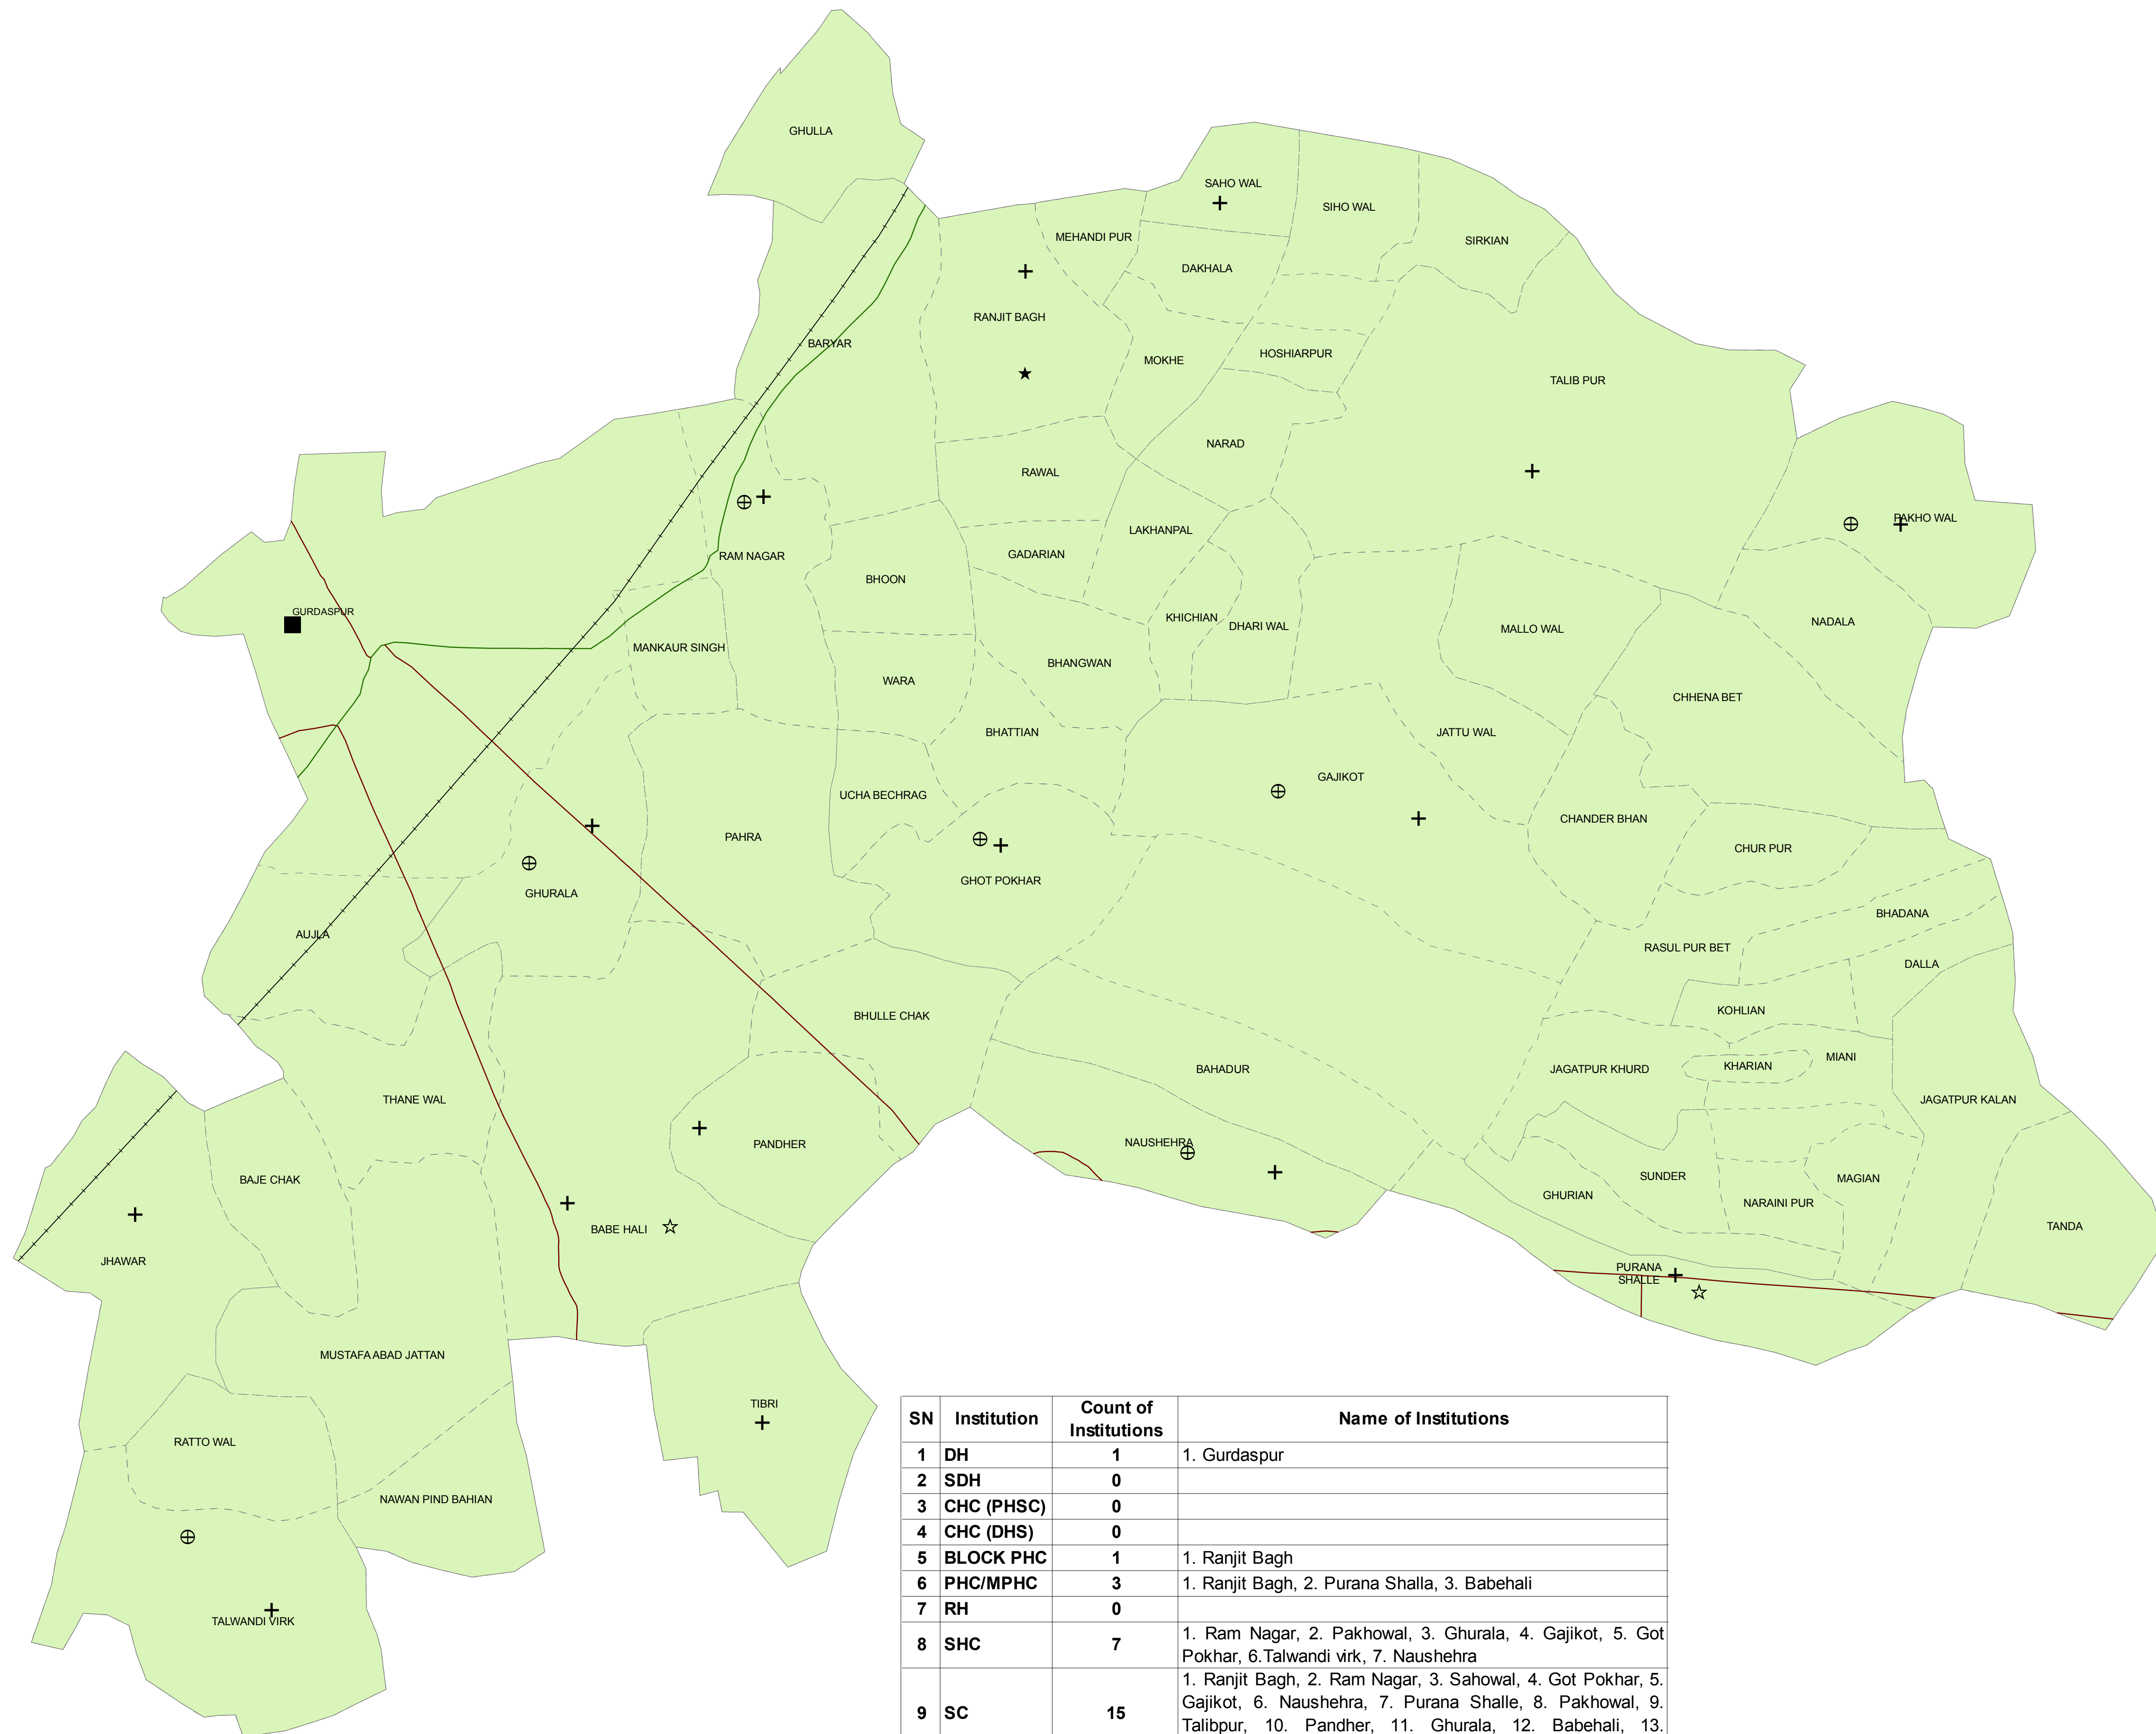 GHULLA
SAHO WAL
SIHO WAL
MEHANDI PUR
SIRKIAN
DAKHALA
RANJIT BAGH
BARYAR
HOSHIARPUR
MOKHE
TALIB PUR
NARAD
RAWAL
PAKHO WAL
LAKHANPAL
GADARIAN
RAM NAGAR
BHOON
GURDASPUR
KHICHIAN
DHARI WAL
MALLO WAL
NADALA
MANKAUR SINGH
BHANGWAN
WARA
CHHENA BET
BHATTIAN
JATTU WAL
GAJIKOT
UCHA BECHRAG
CHANDER BHAN
PAHRA
CHUR PUR
GHOT POKHAR
GHURALA
BHADANA
AUJLA
RASUL PUR BET
DALLA
KOHLIAN
BHULLE CHAK
MIANI
KHARIAN
JAGATPUR KHURD
BAHADUR
THANE WAL
JAGATPUR KALAN
NAUSHEHRA
PANDHER
BAJE CHAK
SUNDER
MAGIAN
GHURIAN
NARAINI PUR
TANDA
BABE HALI
JHAWAR
PURANA
SHALLE
MUSTAFA ABAD JATTAN
TIBRI
RATTO WAL
NAWAN PIND BAHIAN
TALWANDI VIRK
SN Institution Count of Institutions Name of Institutions
1 DH 1 1. Gurdaspur
2 SDH 0
3 CHC (PHSC) 0
4 CHC (DHS) 0
5 BLOCK PHC 1 1. Ranjit Bagh
6 PHC/MPHC 3 1. Ranjit Bagh, 2. Purana Shalla, 3. Babehali
7 RH 0
8 SHC 7 1. Ram Nagar, 2. Pakhowal, 3. Ghurala, 4. Gajikot, 5. Got
Pokhar, 6.Talwandi virk, 7. Naushehra
9 SC 15 1. Ranjit Bagh, 2. Ram Nagar, 3. Sahowal, 4. Got Pokhar, 5.
Gajikot, 6. Naushehra, 7. Purana Shalle, 8. Pakhowal, 9.
Talibpur, 10. Pandher, 11. Ghurala, 12. Babehali, 13.